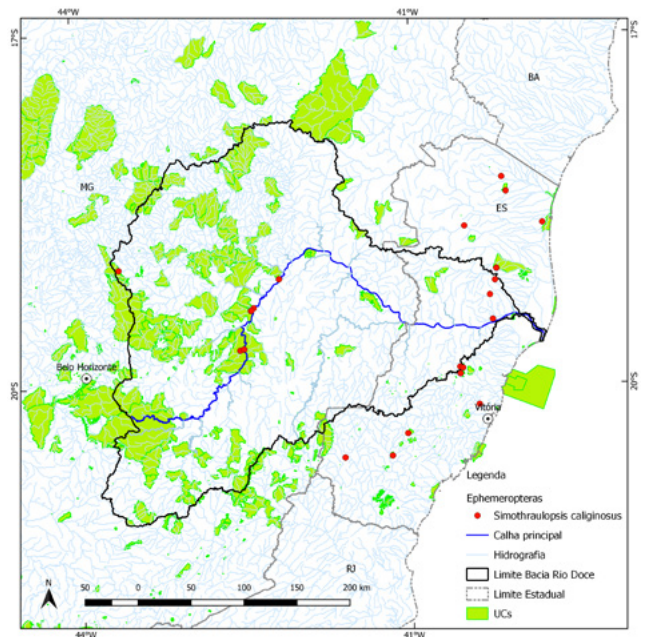 44°W
41°W
17°S
17°S
BA
MG
ES
Belo Horizonte
20°S
20°S
Vitória
Legenda
Ephemeropteras
Simothraulopsis caliginosus
Calha principal
Hidrografia
Limite Bacia Rio Doce
Limite Estadual
UCs
RJ
N
50 0 50 100 150 200 km
44°W
41°W